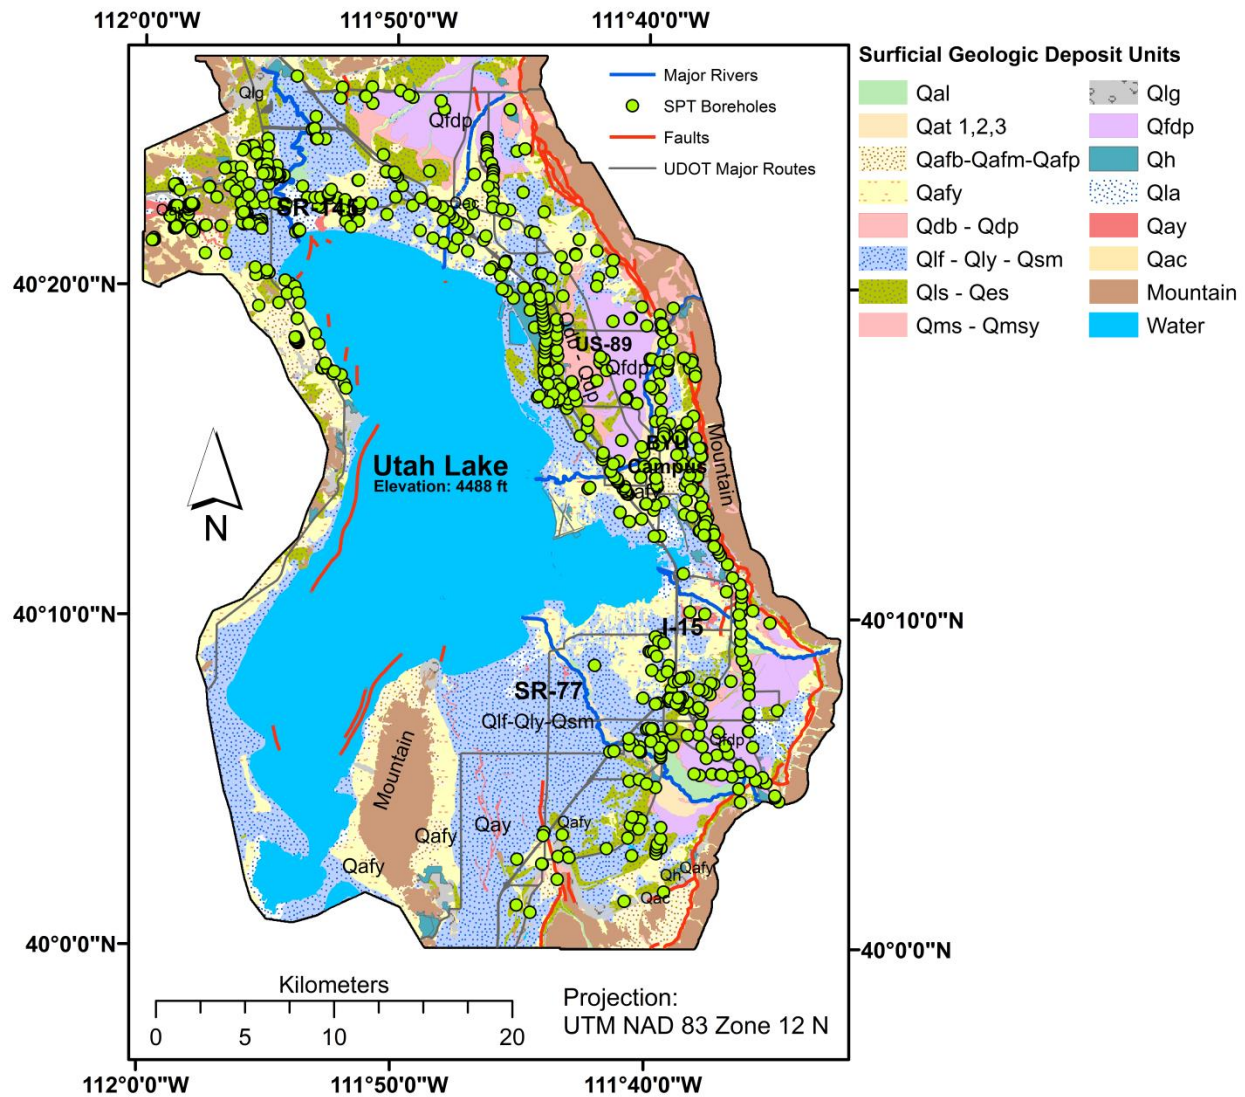 112°0'0"W
111°50'0"W
111°40'0"W
Surficial Geologic Deposit Units
Major Rivers
SPT Boreholes
Faults
UDOT Major Routes
Qal
Qat 1,2,3
Qafb-Qafm-Qafp
Qafy
Qdb - Qdp
Qlf - Qly - Qsm
Qls - Qes
Qms - Qmsy
Qlg
Qfdp
Qh
Qla
Qay
Qac
Mountain
Water
Qlg
Qfdp
SR-145
Qac
40°20'0"N
40°10'0"N
40°0'0"N
Qdb - Qdp
US-89
Qfdp
BYU
Campus
Qafy
Mountain
Utah Lake
Elevation: 4488 ft
N
I-15
40°10'0"N
SR-77
Qlf-Qly-Qsm
Qfdp
Mountain
Qafy
Qay
Qafy
Qafy
Qh
Qafy
Qac
40°0'0"N
Kilometers
0
5
10
20
Projection:
UTM NAD 83 Zone 12 N
112°0'0"W
111°50'0"W
111°40'0"W